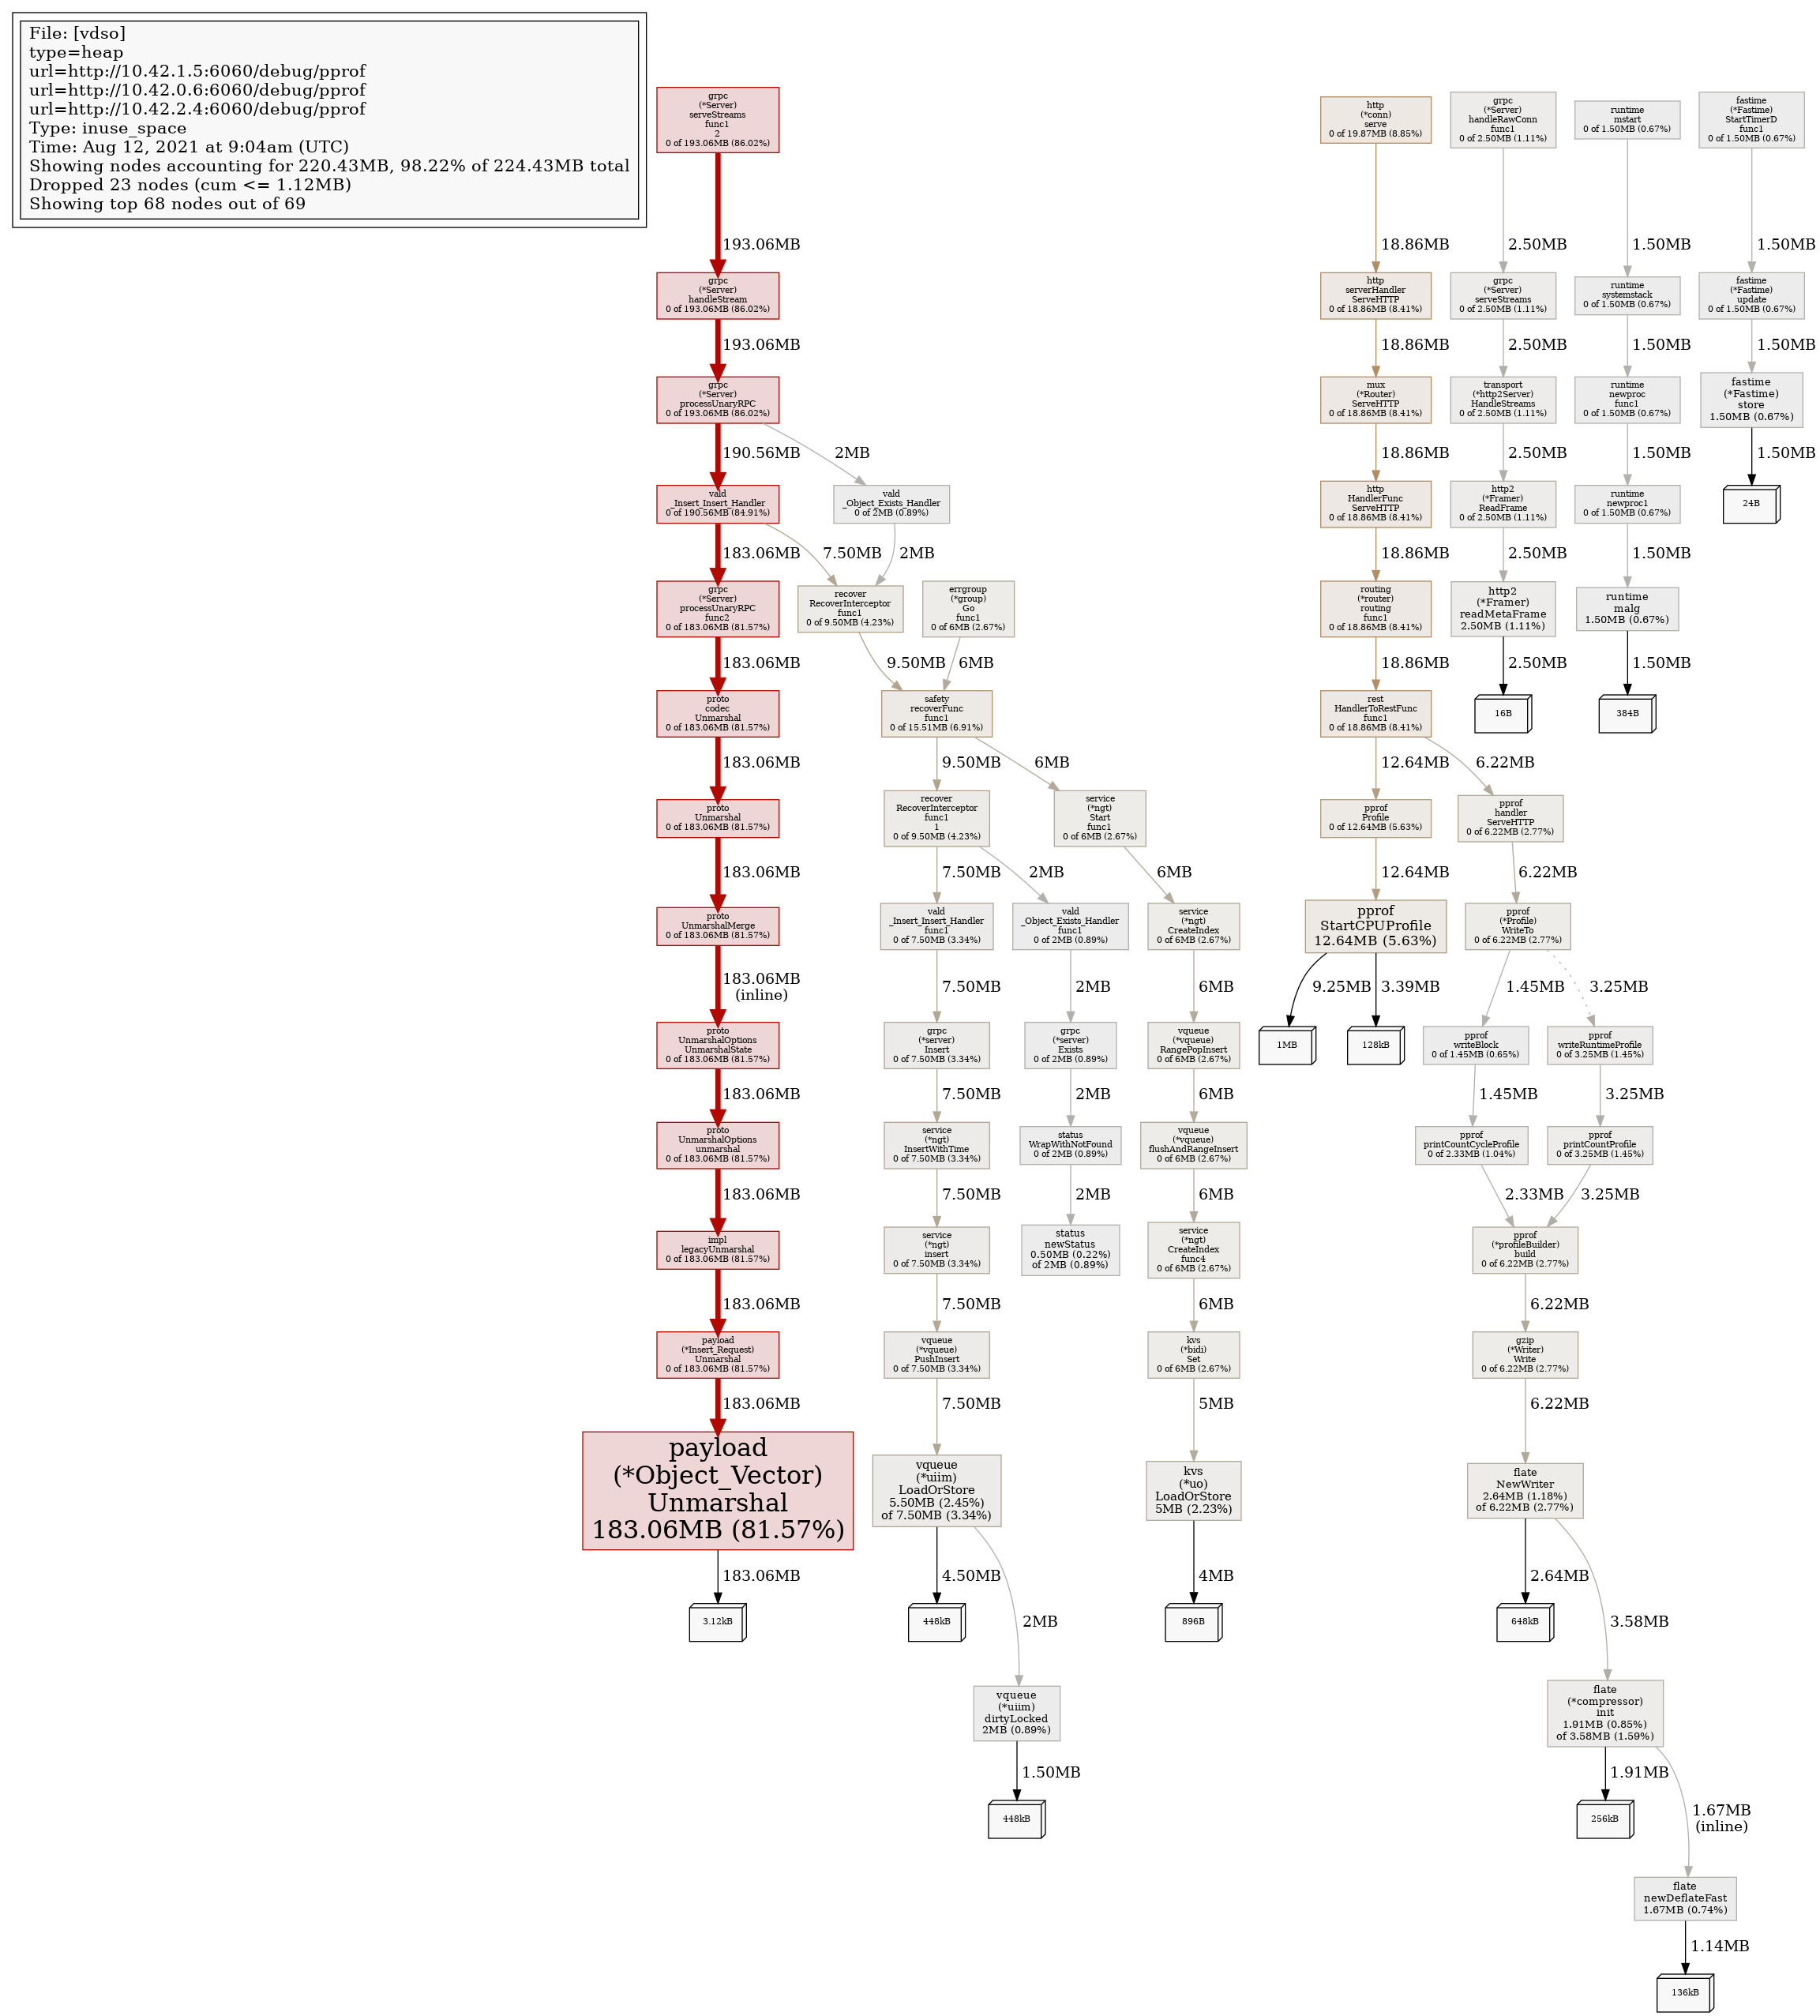 File: [vdso]
type=heap
url=http://10.42.1.5:6060/debug/pprof
url=http://10.42.0.6:6060/debug/pprof
url=http://10.42.2.4:6060/debug/pprof
Type: inuse_space
Time: Aug 12, 2021 at 9:04am (UTC)
Showing nodes accounting for 220.43MB, 98.22% of 224.43MB total
Dropped 23 nodes (cum <= 1.12MB)
Showing top 68 nodes out of 69
grpc
(*Server)
serveStreams
func1
2
0 of 193.06MB (86.02%)
193.06MB
grpc
(*Server)
handleStream
0 of 193.06MB (86.02%)
193.06MB
grpc
(*Server)
processUnaryRPC
0 of 193.06MB (86.02%)
190.56MB
2MB
vald
_Insert_Insert_Handler
0 of 190.56MB (84.91%)
vald
_Object_Exists_Handler
0 of 2MB (0.89%)
183.06MB
7.50MB
2MB
grpc
(*Server)
processUnaryRPC
func2
0 of 183.06MB (81.57%)
recover
RecoverInterceptor
func1
0 of 9.50MB (4.23%)
errgroup
(*group)
Go
func1
0 of 6MB (2.67%)
183.06MB
9.50MB
6MB
proto
codec
Unmarshal
0 of 183.06MB (81.57%)
safety
recoverFunc
func1
0 of 15.51MB (6.91%)
183.06MB
9.50MB
6MB
proto
Unmarshal
0 of 183.06MB (81.57%)
recover
RecoverInterceptor
func1
1
0 of 9.50MB (4.23%)
service
(*ngt)
Start
func1
0 of 6MB (2.67%)
183.06MB
7.50MB
2MB
6MB
proto
UnmarshalMerge
0 of 183.06MB (81.57%)
vald
_Insert_Insert_Handler
func1
0 of 7.50MB (3.34%)
vald
_Object_Exists_Handler
func1
0 of 2MB (0.89%)
service
(*ngt)
CreateIndex
0 of 6MB (2.67%)
183.06MB
(inline)
7.50MB
2MB
6MB
proto
UnmarshalOptions
UnmarshalState
0 of 183.06MB (81.57%)
grpc
(*server)
Insert
0 of 7.50MB (3.34%)
grpc
(*server)
Exists
0 of 2MB (0.89%)
vqueue
(*vqueue)
RangePopInsert
0 of 6MB (2.67%)
183.06MB
7.50MB
2MB
6MB
proto
UnmarshalOptions
unmarshal
0 of 183.06MB (81.57%)
service
(*ngt)
InsertWithTime
0 of 7.50MB (3.34%)
status
WrapWithNotFound
0 of 2MB (0.89%)
vqueue
(*vqueue)
flushAndRangeInsert
0 of 6MB (2.67%)
183.06MB
7.50MB
2MB
6MB
impl
legacyUnmarshal
0 of 183.06MB (81.57%)
service
(*ngt)
insert
0 of 7.50MB (3.34%)
status
newStatus
0.50MB (0.22%)
of 2MB (0.89%)
service
(*ngt)
CreateIndex
func4
0 of 6MB (2.67%)
183.06MB
7.50MB
6MB
payload
(*Insert_Request)
Unmarshal
0 of 183.06MB (81.57%)
vqueue
(*vqueue)
PushInsert
0 of 7.50MB (3.34%)
kvs
(*bidi)
Set
0 of 6MB (2.67%)
183.06MB
7.50MB
5MB
payload
(*Object_Vector)
Unmarshal
183.06MB (81.57%)
vqueue
(*uiim)
LoadOrStore
5.50MB (2.45%)
of 7.50MB (3.34%)
kvs
(*uo)
LoadOrStore
5MB (2.23%)
183.06MB
4.50MB
2MB
4MB
3.12kB
448kB
896B
vqueue
(*uiim)
dirtyLocked
2MB (0.89%)
1.50MB
448kB
http
(*conn)
serve
0 of 19.87MB (8.85%)
18.86MB
http
serverHandler
ServeHTTP
0 of 18.86MB (8.41%)
18.86MB
mux
(*Router)
ServeHTTP
0 of 18.86MB (8.41%)
18.86MB
http
HandlerFunc
ServeHTTP
0 of 18.86MB (8.41%)
18.86MB
routing
(*router)
routing
func1
0 of 18.86MB (8.41%)
18.86MB
rest
HandlerToRestFunc
func1
0 of 18.86MB (8.41%)
12.64MB
6.22MB
pprof
Profile
0 of 12.64MB (5.63%)
pprof
handler
ServeHTTP
0 of 6.22MB (2.77%)
12.64MB
6.22MB
pprof
StartCPUProfile
12.64MB (5.63%)
pprof
(*Profile)
WriteTo
0 of 6.22MB (2.77%)
9.25MB
3.39MB
1.45MB
3.25MB
1MB
128kB
pprof
writeBlock
0 of 1.45MB (0.65%)
pprof
writeRuntimeProfile
0 of 3.25MB (1.45%)
1.45MB
3.25MB
pprof
printCountCycleProfile
0 of 2.33MB (1.04%)
pprof
printCountProfile
0 of 3.25MB (1.45%)
2.33MB
3.25MB
pprof
(*profileBuilder)
build
0 of 6.22MB (2.77%)
6.22MB
gzip
(*Writer)
Write
0 of 6.22MB (2.77%)
6.22MB
flate
NewWriter
2.64MB (1.18%)
of 6.22MB (2.77%)
2.64MB
3.58MB
648kB
flate
(*compressor)
init
1.91MB (0.85%)
of 3.58MB (1.59%)
1.91MB
1.67MB
(inline)
256kB
flate
newDeflateFast
1.67MB (0.74%)
1.14MB
136kB
grpc
(*Server)
handleRawConn
func1
0 of 2.50MB (1.11%)
2.50MB
grpc
(*Server)
serveStreams
0 of 2.50MB (1.11%)
2.50MB
transport
(*http2Server)
HandleStreams
0 of 2.50MB (1.11%)
2.50MB
http2
(*Framer)
ReadFrame
0 of 2.50MB (1.11%)
2.50MB
http2
(*Framer)
readMetaFrame
2.50MB (1.11%)
2.50MB
16B
runtime
mstart
0 of 1.50MB (0.67%)
1.50MB
runtime
systemstack
0 of 1.50MB (0.67%)
1.50MB
runtime
newproc
func1
0 of 1.50MB (0.67%)
1.50MB
runtime
newproc1
0 of 1.50MB (0.67%)
1.50MB
runtime
malg
1.50MB (0.67%)
1.50MB
384B
fastime
(*Fastime)
StartTimerD
func1
0 of 1.50MB (0.67%)
1.50MB
fastime
(*Fastime)
update
0 of 1.50MB (0.67%)
1.50MB
fastime
(*Fastime)
store
1.50MB (0.67%)
1.50MB
24B